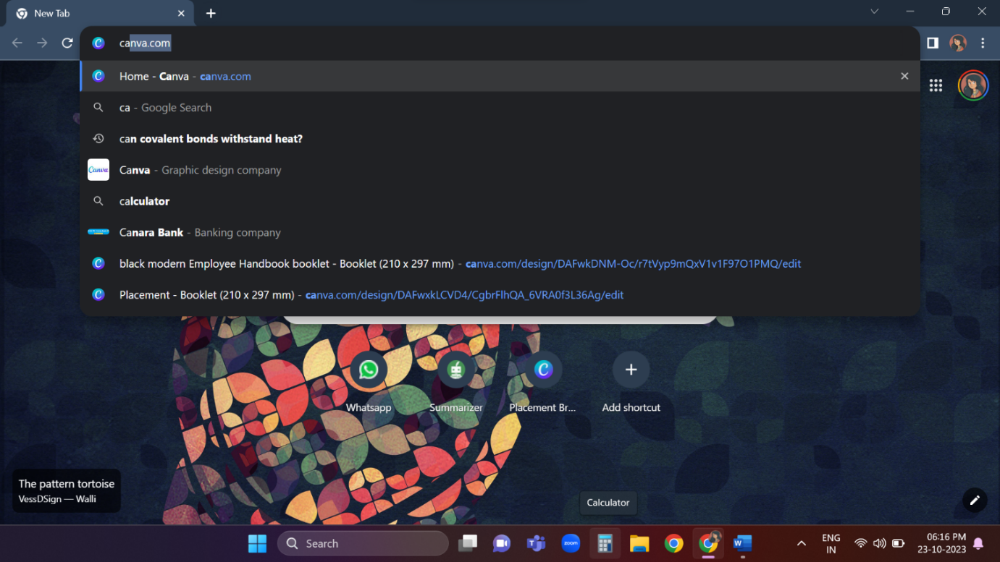 New Tab
canva.com
Home - Canva - canva.com
ca - Google Search
can covalent bonds withstand heat?
Canva
Canva - Graphic design company
calculator
Canara Bank - Banking company
black modern Employee Handbook booklet - Booklet (210 x 297 mm) - canva.com/design/DAFwkDNM-Oc/r7tVyp9mQxV1v1F97O1PMQ/edit
Placement - Booklet (210 x 297 mm) - canva.com/design/DAFwxkLCVD4/CgbrFlhQA_6VRA0f3L36Ag/edit
Whatsapp
Summarizer
Placement Br...
Add shortcut
The pattern tortoise
VessDSign — Walli
Calculator
Search
zoom
W
ENG
IN
06:16 PM
23-10-2023